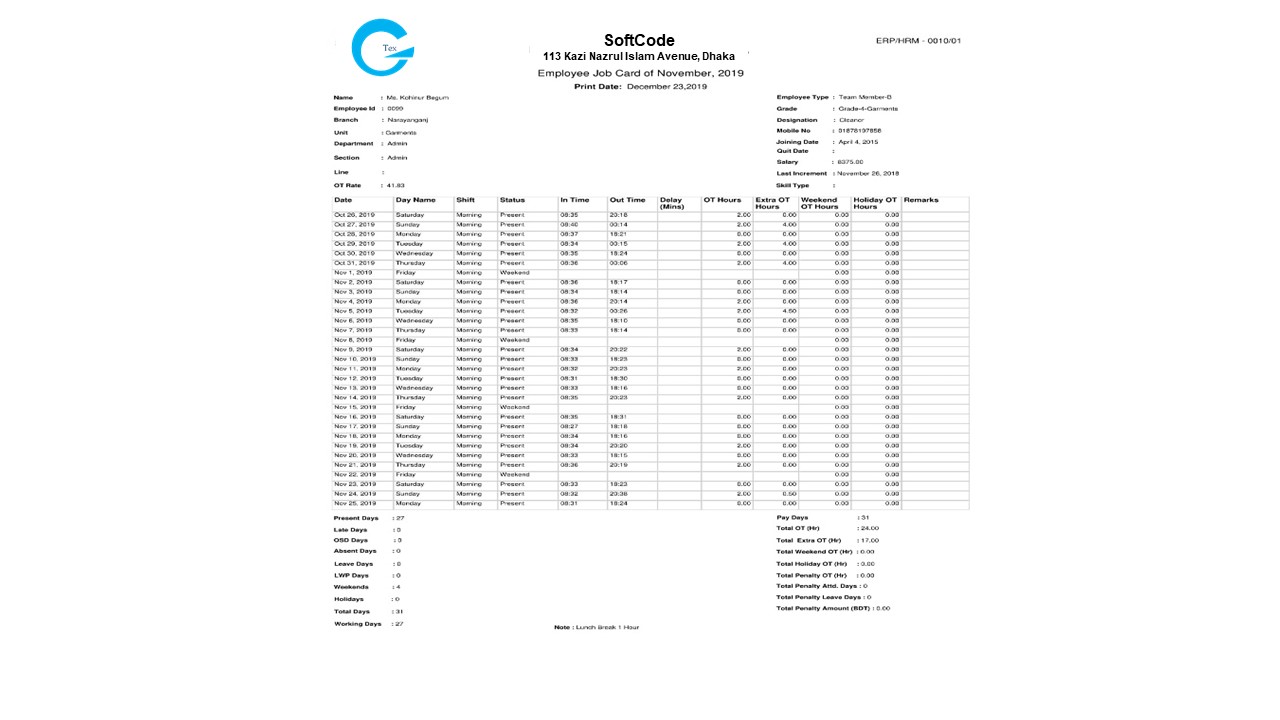 Tex
SoftCode
113 Kazi Nazrul Islam Avenue, Dhaka
ERP/HRM - 0010/01
Employee Job Card of November, 2019
Print Date: December 23,2019
Name : Ms. Kohinur Begum
Employee Id : 0099
Branch : Narayanganj
Unit : Garments
Department : Admin
Section : Admin
Line :
OT Rate : 41.83
Employee Type : Team Member-B
Grade : Grade-4-Garments
Designation : Cleaner
Mobile No : 01878197858
Joining Date : April 4, 2015
Quit Date :
Salary : 8375.00
Last Increment : November 26, 2018
Skill Type :
Date Day Name Shift Status In Time Out Time Delay (Mins) OT Hours Extra OT Hours Weekend OT Hours Holiday OT Hours Remarks
Oct 26, 2019 Saturday Morning Present 08:35 20:16 2.00 0.00 0.00 0.00
Oct 27, 2019 Sunday Morning Present 08:40 00:14 2.00 4.00 0.00 0.00
Oct 28, 2019 Monday Morning Present 08:37 18:21 0.00 0.00 0.00 0.00
Oct 29, 2019 Tuesday Morning Present 08:34 00:15 2.00 4.00 0.00 0.00
Oct 30, 2019 Wednesday Morning Present 08:35 18:24 0.00 0.00 0.00 0.00
Oct 31, 2019 Thursday Morning Present 08:36 00:06 2.00 4.00 0.00 0.00
Nov 1, 2019 Friday Morning Weekend 0.00 0.00
Nov 2, 2019 Saturday Morning Present 08:36 18:17 0.00 0.00 0.00 0.00
Nov 3, 2019 Sunday Morning Present 08:34 18:14 0.00 0.00 0.00 0.00
Nov 4, 2019 Monday Morning Present 08:36 20:14 2.00 0.00 0.00 0.00
Nov 5, 2019 Tuesday Morning Present 08:32 00:26 2.00 4.50 0.00 0.00
Nov 6, 2019 Wednesday Morning Present 08:35 18:10 0.00 0.00 0.00 0.00
Nov 7, 2019 Thursday Morning Present 08:33 18:14 0.00 0.00 0.00 0.00
Nov 8, 2019 Friday Morning Weekend 0.00 0.00
Nov 9, 2019 Saturday Morning Present 08:34 20:22 2.00 0.00 0.00 0.00
Nov 10, 2019 Sunday Morning Present 08:33 18:23 0.00 0.00 0.00 0.00
Nov 11, 2019 Monday Morning Present 08:32 20:23 2.00 0.00 0.00 0.00
Nov 12, 2019 Tuesday Morning Present 08:31 18:30 0.00 0.00 0.00 0.00
Nov 13, 2019 Wednesday Morning Present 08:33 18:16 0.00 0.00 0.00 0.00
Nov 14, 2019 Thursday Morning Present 08:35 20:23 2.00 0.00 0.00 0.00
Nov 15, 2019 Friday Morning Weekend 0.00 0.00
Nov 16, 2019 Saturday Morning Present 08:35 18:31 0.00 0.00 0.00 0.00
Nov 17, 2019 Sunday Morning Present 08:27 18:16 0.00 0.00 0.00 0.00
Nov 18, 2019 Monday Morning Present 08:34 18:16 0.00 0.00 0.00 0.00
Nov 19, 2019 Tuesday Morning Present 08:34 20:20 2.00 0.00 0.00 0.00
Nov 20, 2019 Wednesday Morning Present 08:33 18:15 0.00 0.00 0.00 0.00
Nov 21, 2019 Thursday Morning Present 08:36 20:19 2.00 0.00 0.00 0.00
Nov 22, 2019 Friday Morning Weekend 0.00 0.00
Nov 23, 2019 Saturday Morning Present 08:33 18:23 0.00 0.00 0.00 0.00
Nov 24, 2019 Sunday Morning Present 08:32 20:38 2.00 0.50 0.00 0.00
Nov 25, 2019 Monday Morning Present 08:31 18:24 0.00 0.00 0.00 0.00
Present Days : 27
Late Days :
OSD Days :
Absent Days : 0
Leave Days :
LWP Days : 0
Weekends : 4
Holidays : 0
Total Days : 31
Working Days : 27
Pay Days : 31
Total OT (Hr) : 24.00
Total Extra OT (Hr) : 17.00
Total Weekend OT (Hr) : 0.00
Total Holiday OT (Hr) : 0.00
Total Penalty OT (Hr) : 0.00
Total Penalty Attd. Days : 0
Total Penalty Leave Days : 0
Total Penalty Amount (BDT) : 0.00
Note : Lunch Break 1 Hour